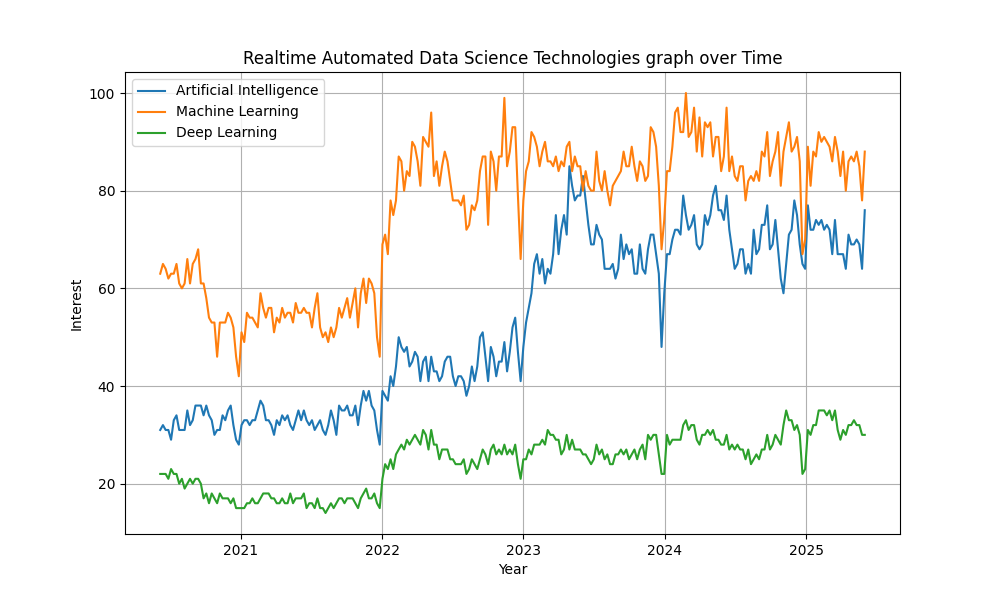 Realtime Automated Data Science Technologies graph over Time
Artificial Intelligence
Machine Learning
Deep Learning
100
80
60
40
20
Interest
2021 2022 2023 2024 2025
Year